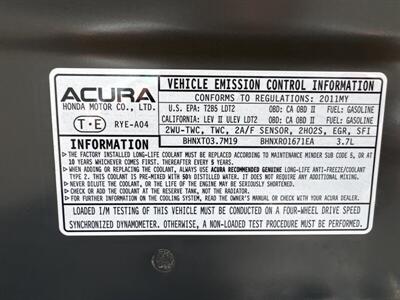 ACURA
HONDA MOTOR CO., LTD.
T·E RYE-A04
VEHICLE EMISSION CONTROL INFORMATION
CONFORMS TO REGULATIONS: 2011MY
U.S. EPA: T2B5 LDT2 OBD: CA OBD II FUEL: GASOLINE
CALIFORNIA: LEV II ULEV LDT2 OBD: CA OBD II FUEL: GASOLINE
2WU-TWC, TWC, 2A/F SENSOR, 2HO2S, EGR, SFI
BHNXT03.7M19 BHNXR0167IEA 3.7L
INFORMATION
▶ THE FACTORY INSTALLED LONG-LIFE COOLANT MUST BE REPLACED ACCORDING TO MAINTENANCE MINDER SUB CODE 5, OR AT
10 YEARS WHICHEVER COMES FIRST. THEREAFTER EVERY 5 YEARS.
▶ WHEN ADDING OR REPLACING COOLANT, ALWAYS USE ACURA RECOMMENDED GENUINE LONG-LIFE ANTI-FREEZE/COOLANT
TYPE 2. THIS COOLANT IS PRE-MIXED WITH 50% DISTILLED WATER. IT DOES NOT REQUIRE ANY ADDITIONAL MIXING.
▶ NEVER DILUTE THE COOLANT, OR THE ENGINE MAY BE SERIOUSLY SHORTENED.
▶ CHECK OR ADD COOLANT AT THE RESERVE TANK, NOT THE RADIATOR.
▶ FOR FURTHER INFORMATION ON THE COOLING SYSTEM, READ THE OWNER'S MANUAL OR CHECK WITH YOUR ACURA DEALER.
LOADED I/M TESTING OF THIS VEHICLE MUST BE CONDUCTED ON A FOUR-WHEEL DRIVE SPEED
SYNCHRONIZED DYNAMOMETER. OTHERWISE, A NON-LOADED TEST PROCEDURE MUST BE PERFORMED.